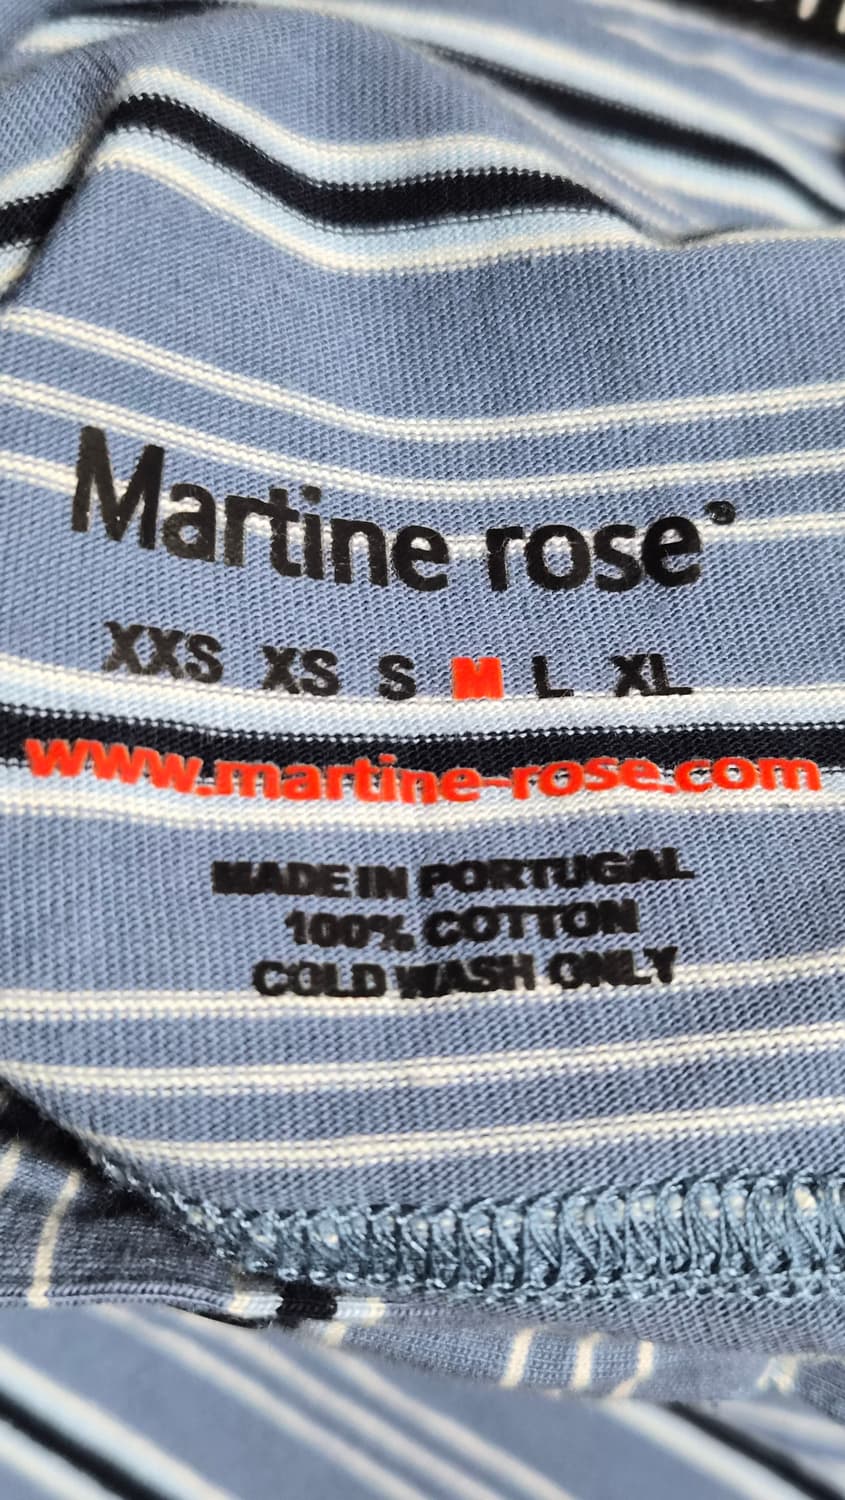 Martine rose°
XXS XS S M L XL
www.martine-rose.com
MADE IN PORTUGAL
100% COTTON
COLD WASH ONLY